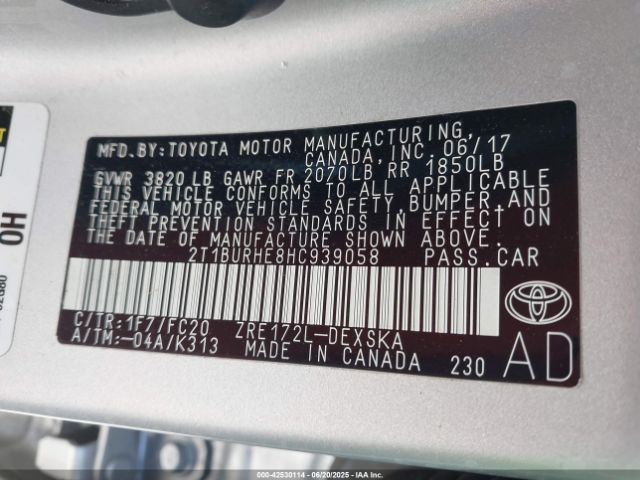 MFD.BY:TOYOTA MOTOR MANUFACTURING,
CANADA, INC. 06/17
GVWR 3820 LB GAWR FR 2070LB RR 1850LB
THIS VEHICLE CONFORMS TO ALL APPLICABLE
FEDERAL MOTOR VEHICLE SAFETY, BUMPER, AND
THEFT PREVENTION STANDARDS IN EFFECT ON
THE DATE OF MANUFACTURE SHOWN ABOVE.
2T1BURHE8HC939058 PASS.CAR
C/TR:1F7/FC20 ZRE172L-DEXSKA
A/TM:-04A/K313 MADE IN CANADA 230
AD
HO
000-42530114 - 06/20/2025 - IAAI.CA